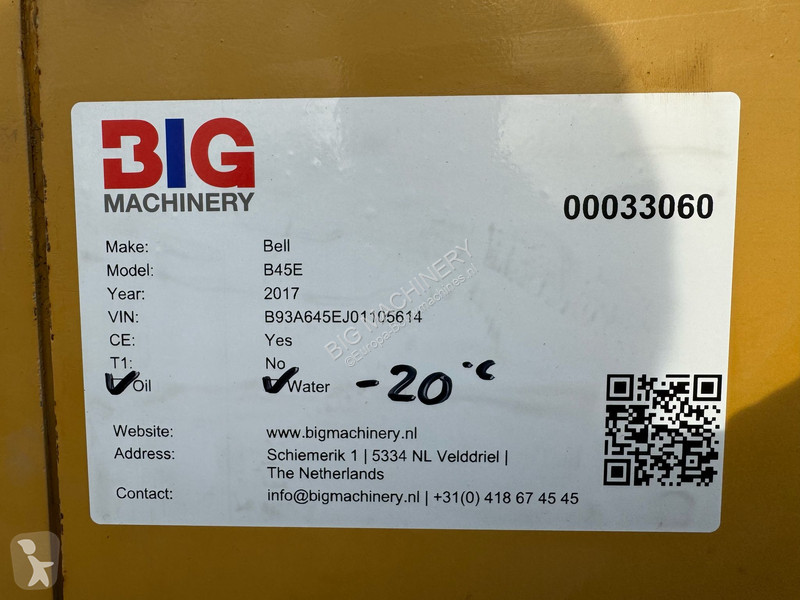 BIG
MACHINERY
00033060
Make: Bell
Model: B45E
Year: 2017
VIN: B93A645EJ01105614
CE: Yes
T1: No
Oil Water -20°C
Website: www.bigmachinery.nl
Address: Schiemerik 1 | 5334 NL Velddriel |
The Netherlands
Contact: info@bigmachinery.nl | +31(0) 418 67 45 45
BIG MACHINERY